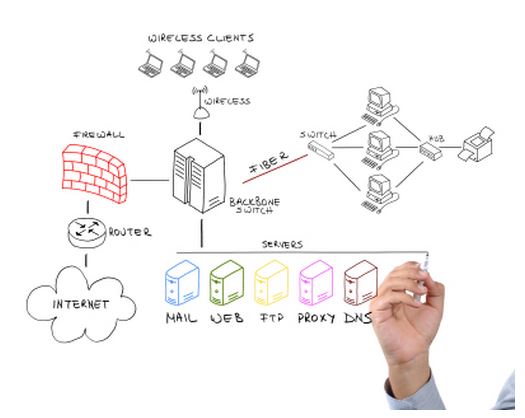 WIRELESS CLIENTS
WIRELESS
FIREWALL
SWITCH
HUB
FIBER
BACKBONE
SWITCH
ROUTER
SERVERS
INTERNET
MAIL WEB FTP PROXY DNS